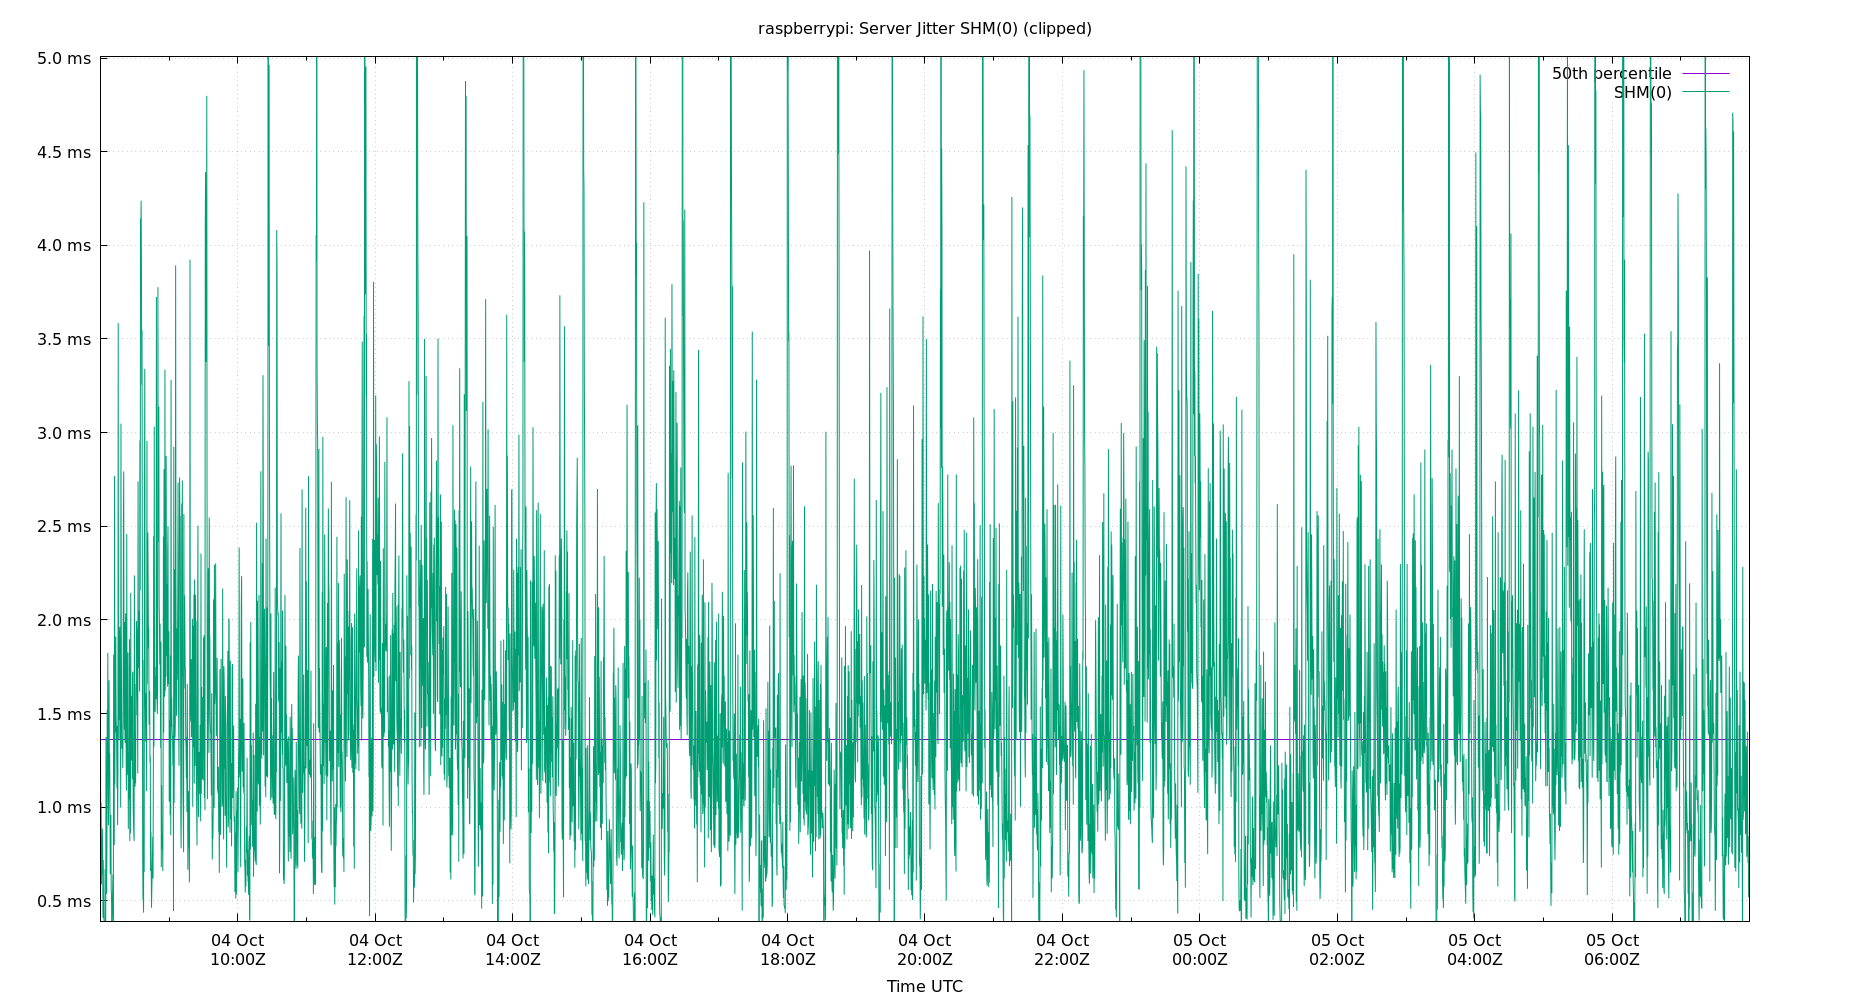 raspberrypi: Server Jitter SHM(0) (clipped)
5.0 ms
50th percentile
SHM(0)
4.5 ms
4.0 ms
3.5 ms
3.0 ms
2.5 ms
2.0 ms
1.5 ms
1.0 ms
0.5 ms
04 Oct 04 Oct 04 Oct 04 Oct 04 Oct 04 Oct 04 Oct 05 Oct 05 Oct 05 Oct 05 Oct
10:00Z 12:00Z 14:00Z 16:00Z 18:00Z 20:00Z 22:00Z 00:00Z 02:00Z 04:00Z 06:00Z
Time UTC